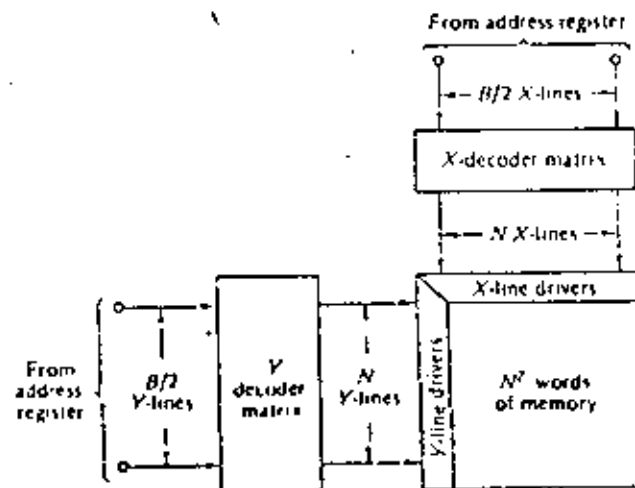 From address register
B/2 X-lines
X-decoder matrix
N X-lines
X-line drivers
From
address
register
B/2
Y-lines
Y
decoder
matrix
N
Y-lines
Y-line drivers
N² words
of memory